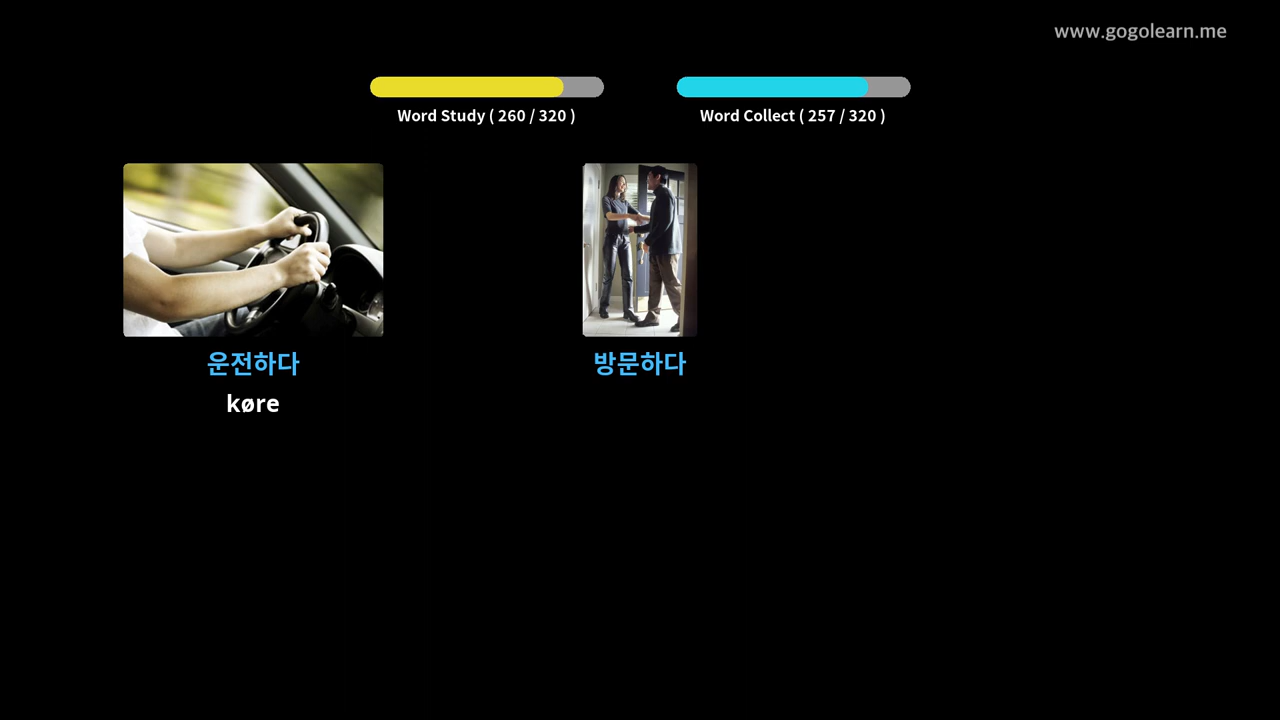 www.gogolearn.me
Word Study ( 260 / 320 )
Word Collect ( 257 / 320 )
운전하다
køre
방문하다